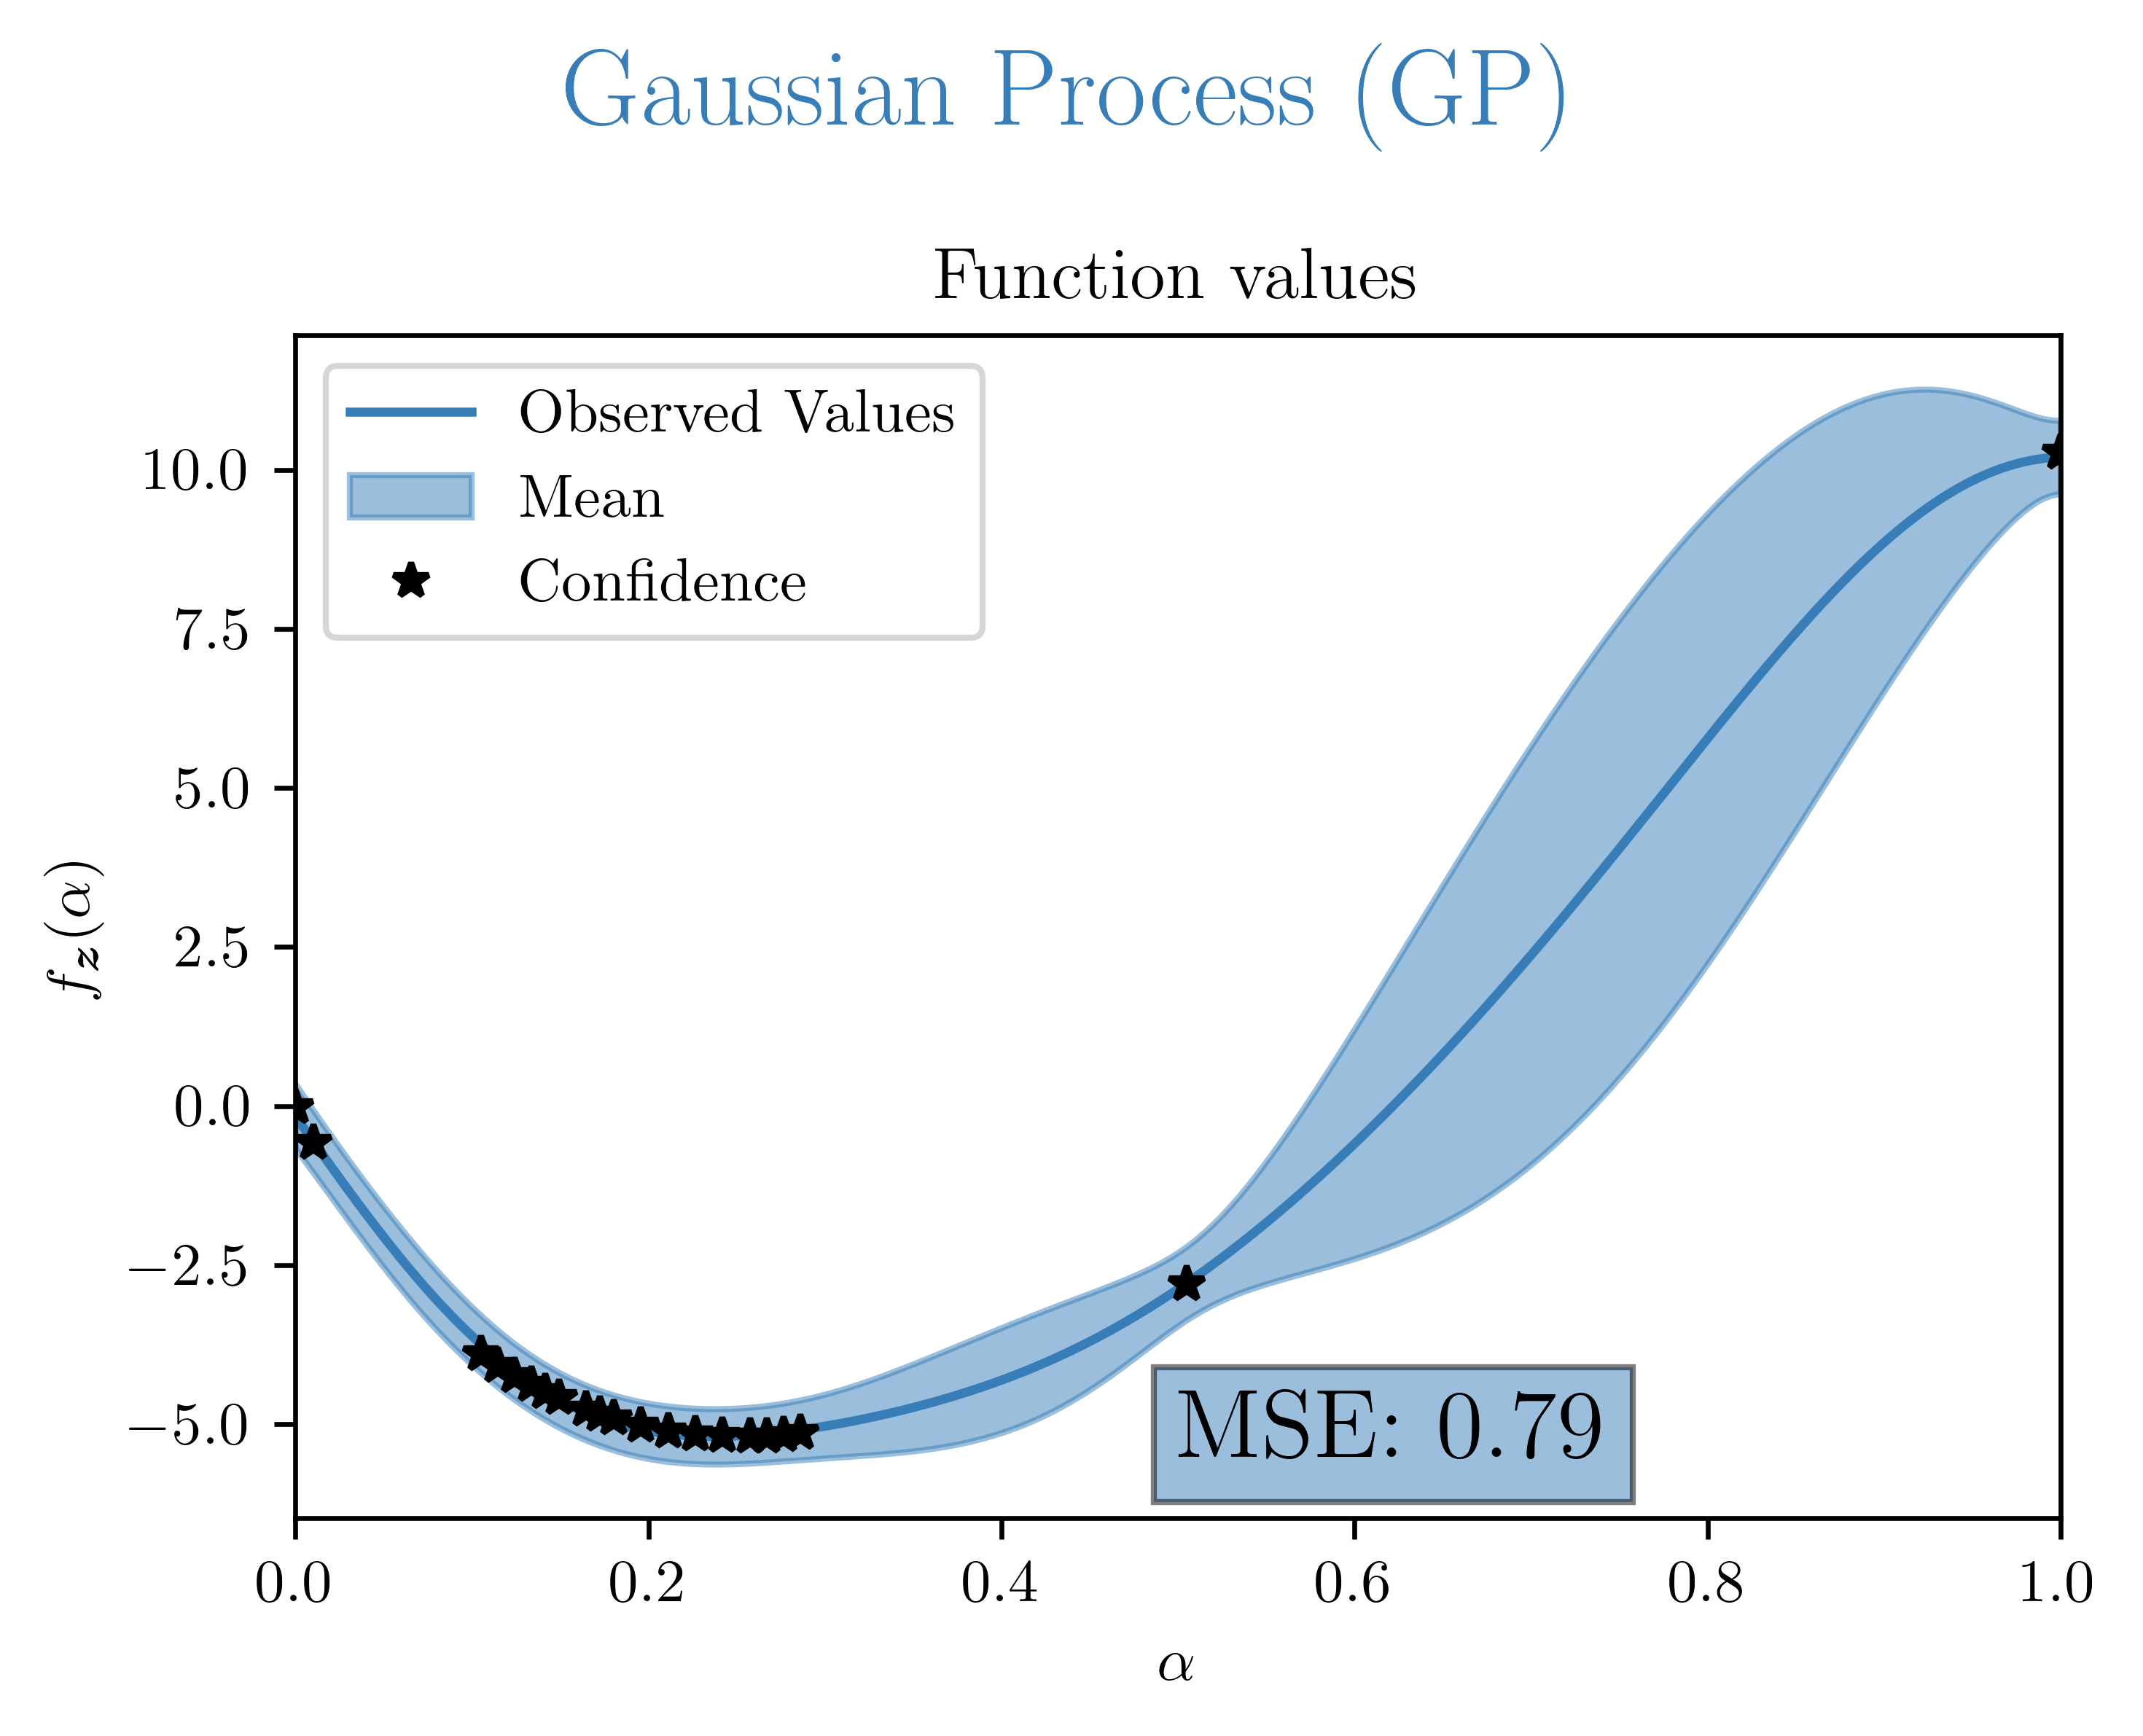 Gaussian Process (GP)
Function values
Observed Values
Mean
Confidence
10.0
7.5
5.0
2.5
0.0
−2.5
−5.0
f_z(α)
MSE: 0.79
0.0 0.2 0.4 0.6 0.8 1.0
α